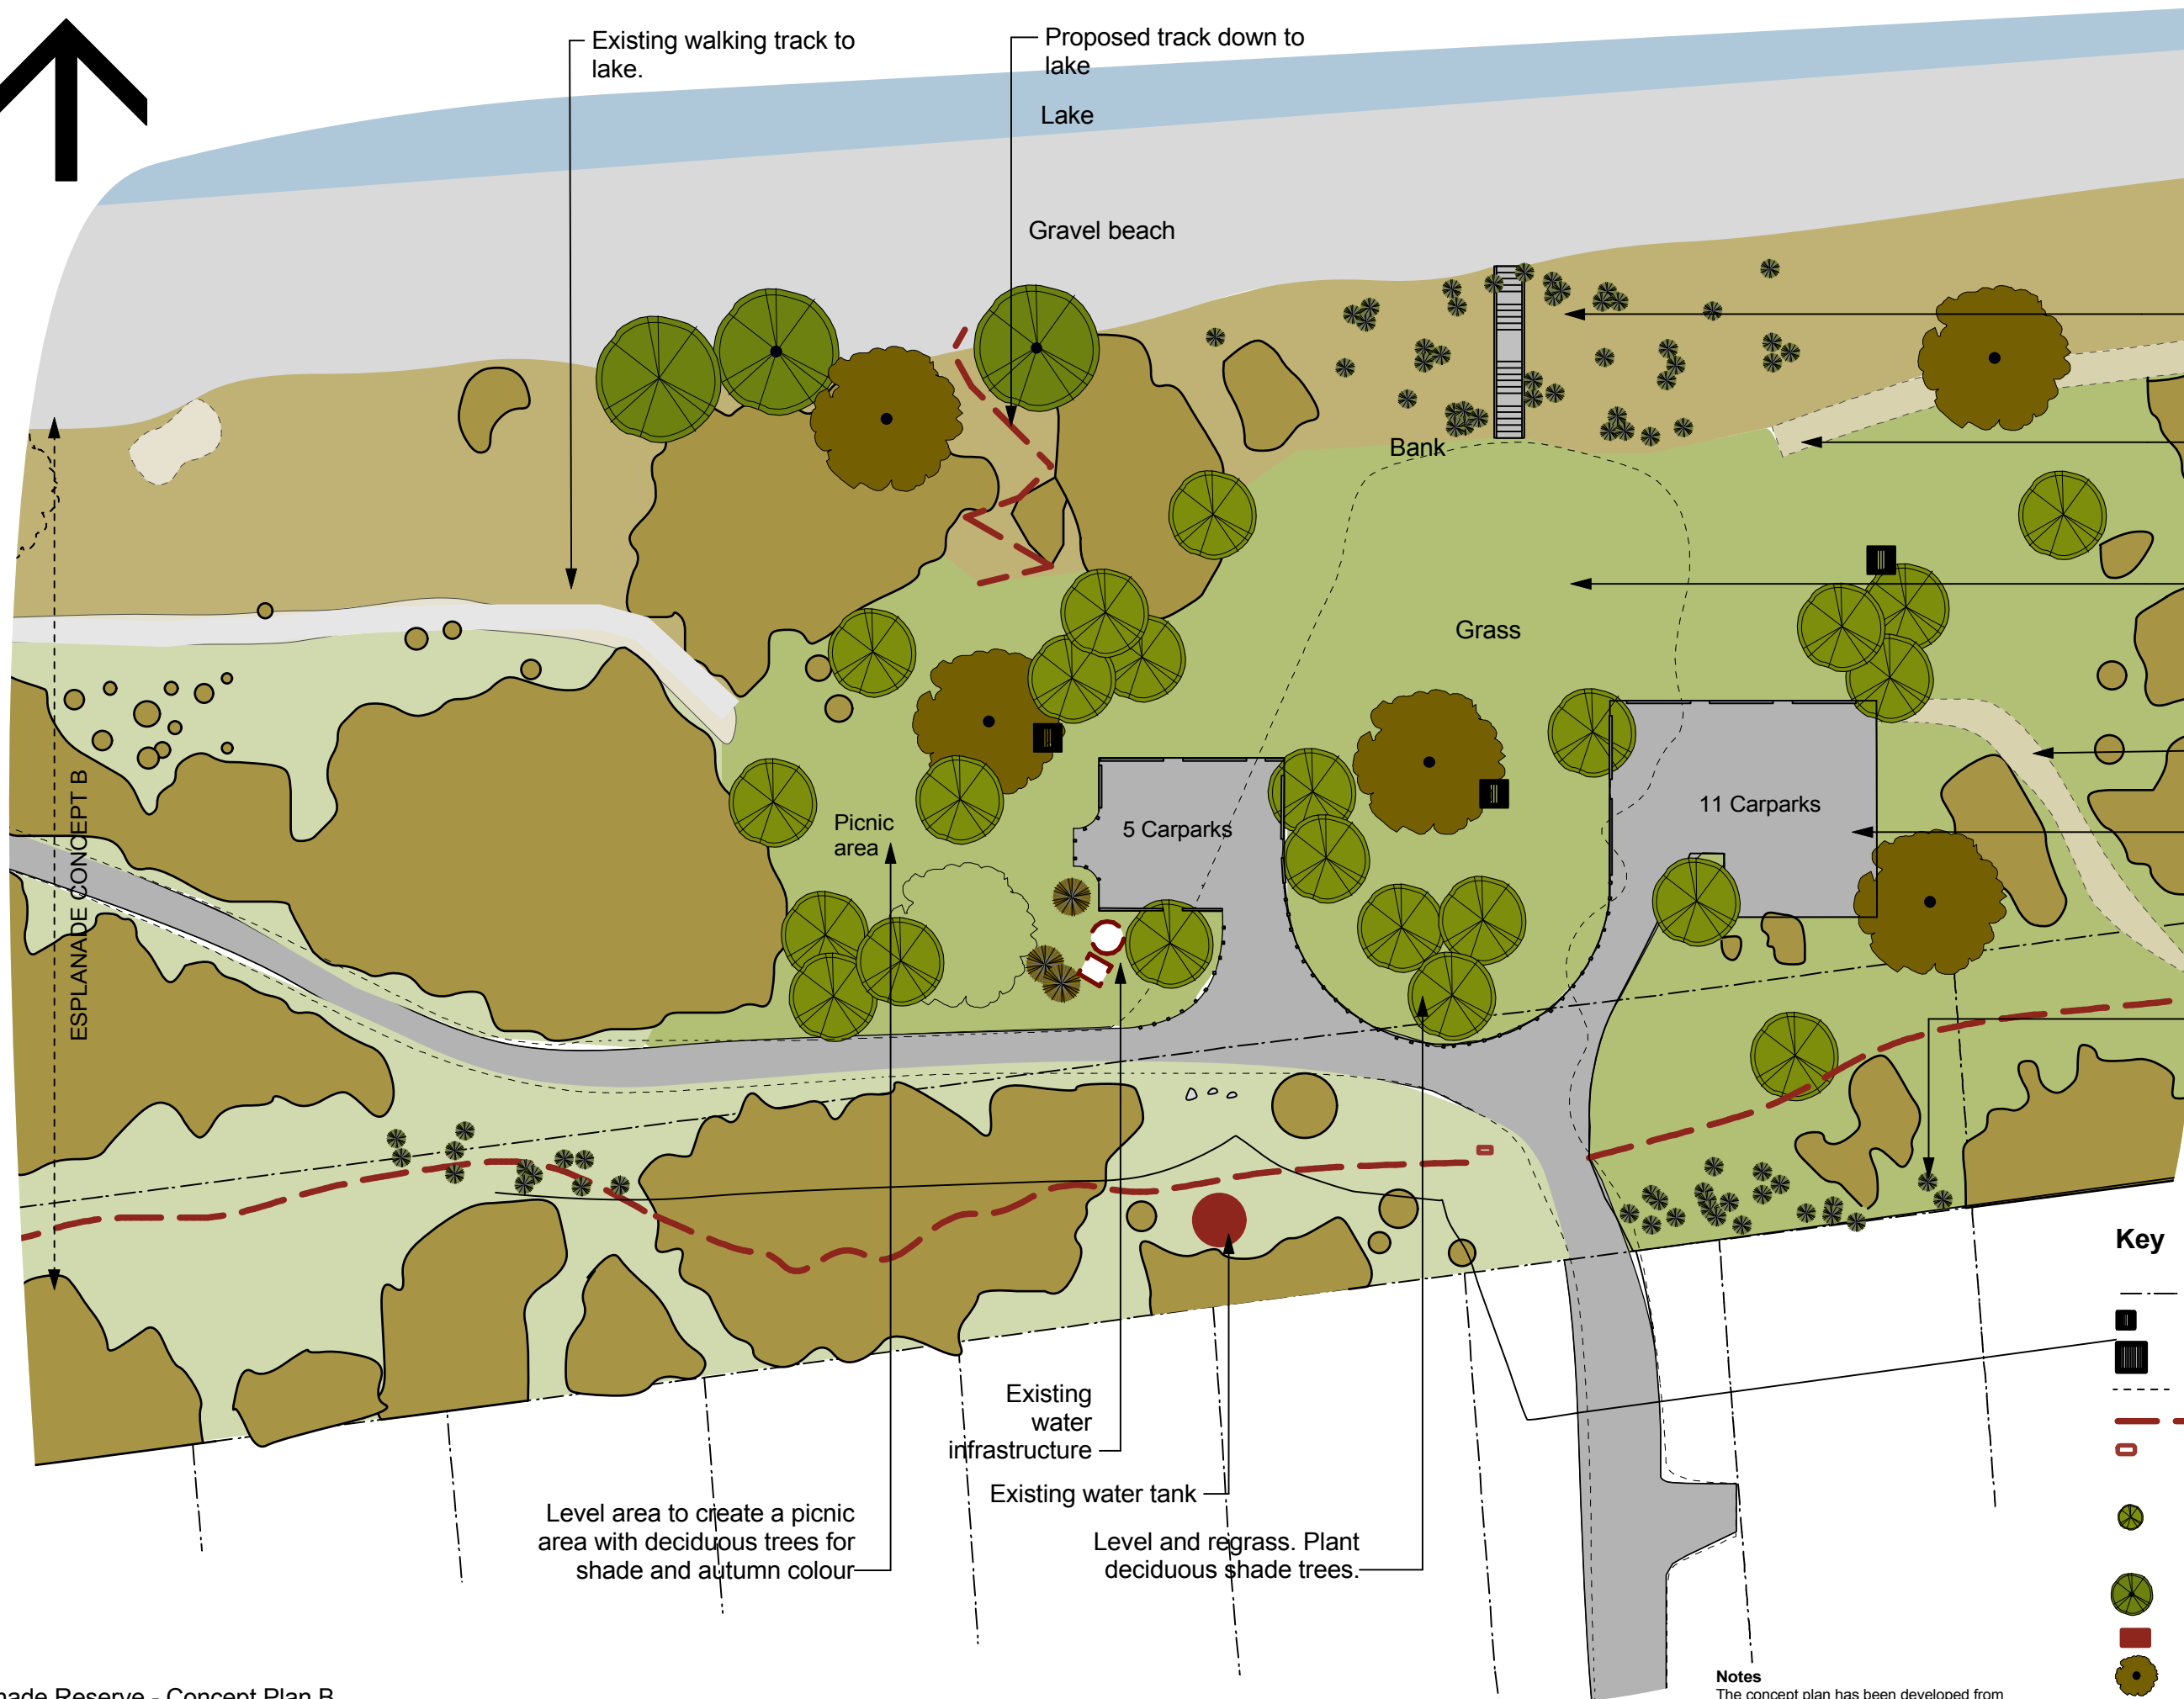 Existing walking track to
lake.
Proposed track down to
lake
Lake
Gravel beach
Bank
Grass
ESPLANADE CONCEPT B
Picnic
area
5 Carparks
11 Carparks
Key
Existing
water
infrastructure
Existing water tank
Level area to create a picnic
area with deciduous trees for
shade and autumn colour
Level and regrass. Plant
deciduous shade trees.
Notes
The concept plan has been developed from
Reserve - Concept Plan B